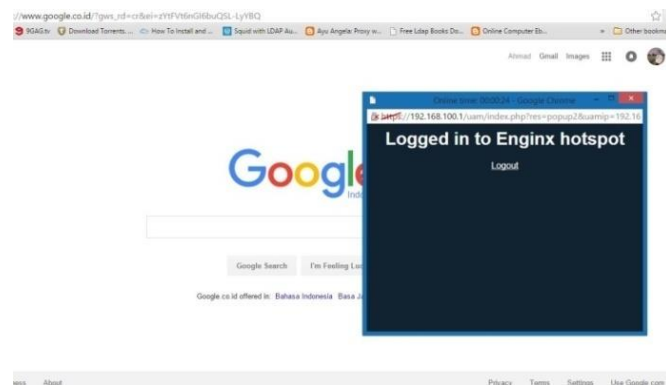 ://www.google.co.id/?gws_rd=cr&ei=zYtFVt6nGI6buQSL-LyYBQ
9GAG.tv Download Torrents, ... How To Install and ... Squid with LDAP Au... Ayu Angela: Proxy w... Free Ldap Books Do... Online Computer Eb... » Other bookma
Ahmad Gmail Images
Online time: 00:00:24 - Google Chrome
https://192.168.100.1/uam/index.php?res=popup2&uamip=192.16
Logged in to Enginx hotspot
Logout
Google
Indo
Google Search I'm Feeling Luc
Google.co.id offered in: Bahasa Indonesia Basa Ja
ness About Privacy Terms Settings Use Google.com